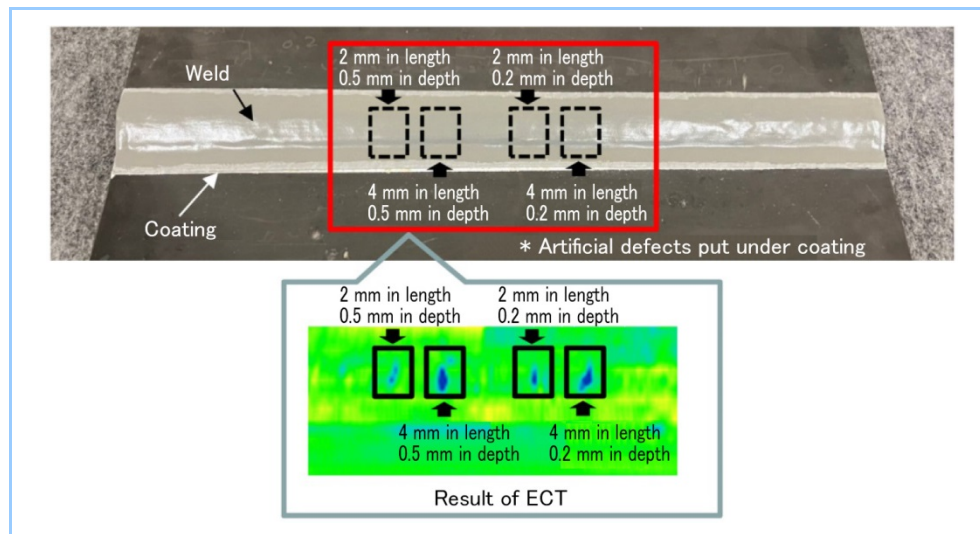 2 mm in length
0.5 mm in depth
2 mm in length
0.2 mm in depth
Weld
4 mm in length
0.5 mm in depth
4 mm in length
0.2 mm in depth
Coating
* Artificial defects put under coating
2 mm in length
0.5 mm in depth
2 mm in length
0.2 mm in depth
4 mm in length
0.5 mm in depth
4 mm in length
0.2 mm in depth
Result of ECT